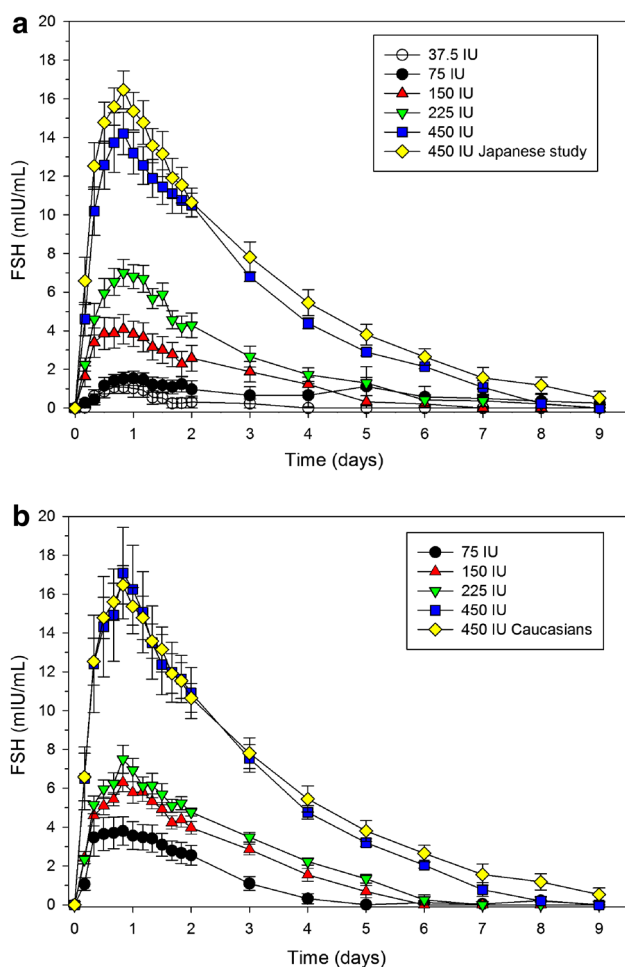 a
20
18
16
14
12
10
8
6
4
2
0
FSH (mIU/mL)
37.5 IU
75 IU
150 IU
225 IU
450 IU
450 IU Japanese study
0 1 2 3 4 5 6 7 8 9
Time (days)
b
20
18
16
14
12
10
8
6
4
2
0
FSH (mIU/mL)
75 IU
150 IU
225 IU
450 IU
450 IU Caucasians
0 1 2 3 4 5 6 7 8 9
Time (days)